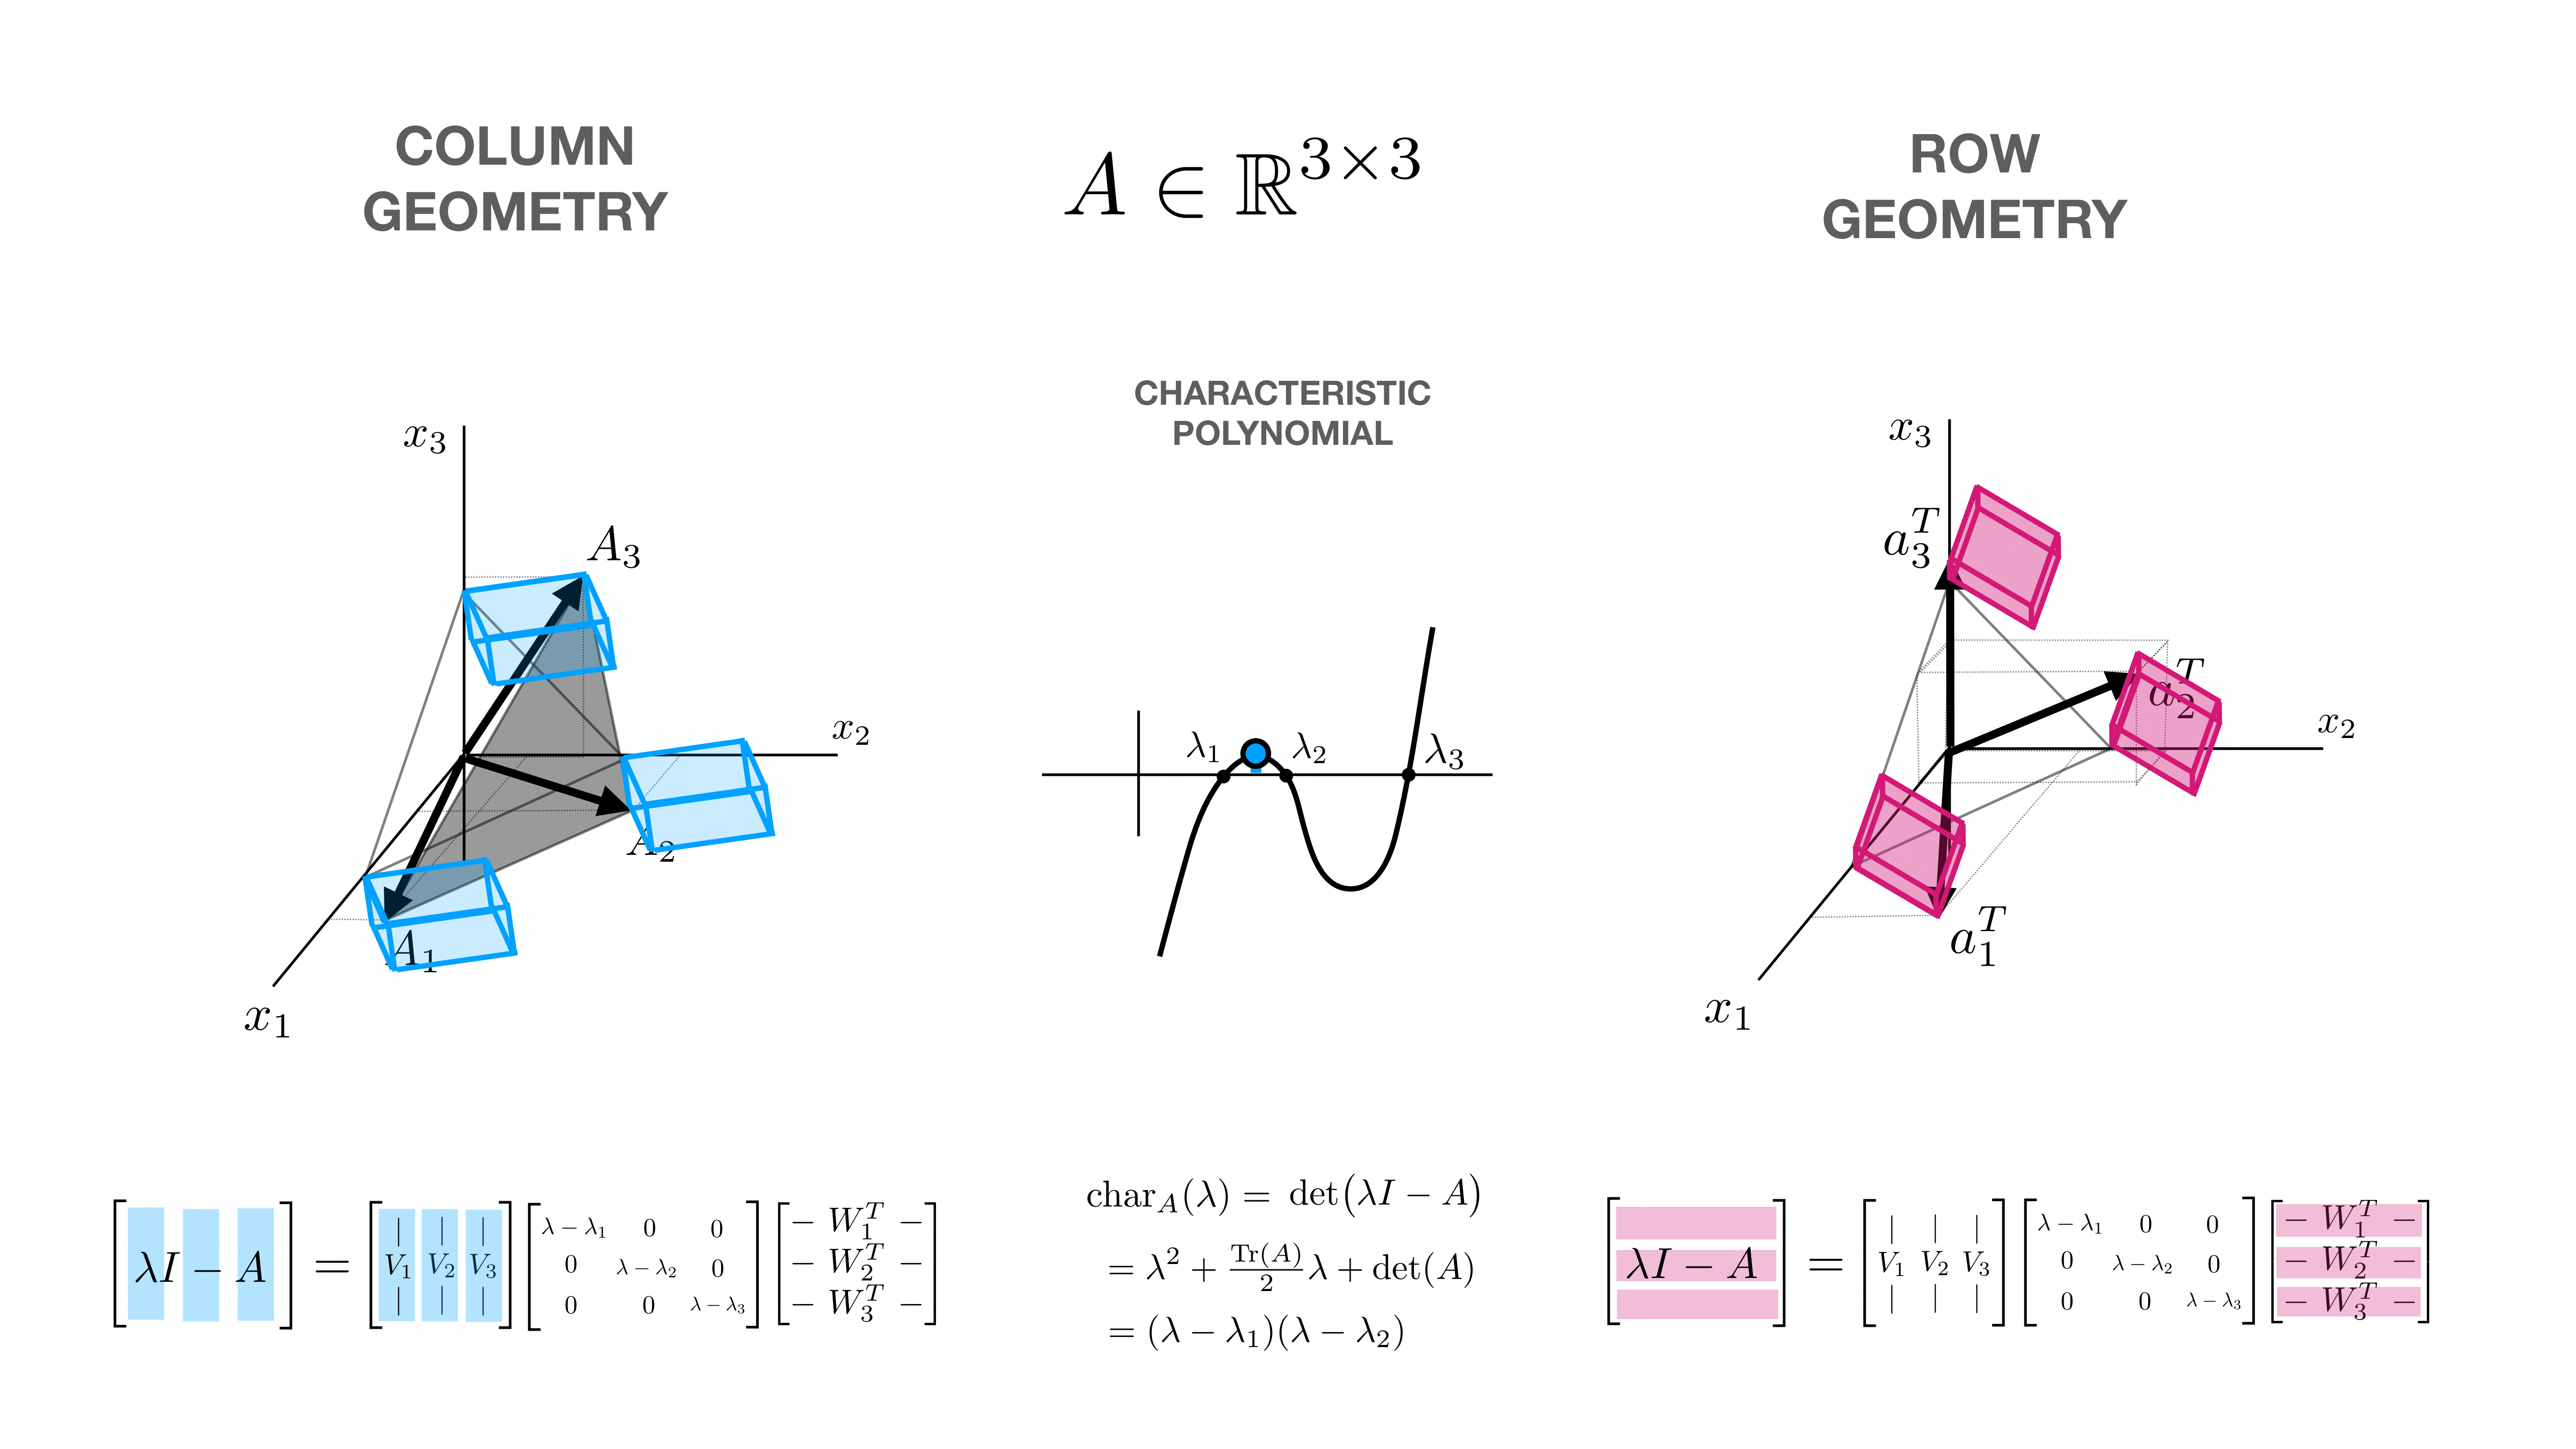 COLUMN
GEOMETRY
A ∈ ℝ^{3×3}
ROW
GEOMETRY
CHARACTERISTIC
POLYNOMIAL
x_3
A_3
x_2
A_2
A_1
x_1
λ_1
λ_2
λ_3
x_3
a_3^T
a_2^T
x_2
a_1^T
x_1
[λI − A] = [| | | ; V_1 V_2 V_3 ; | | |] [λ − λ_1 0 0 ; 0 λ − λ_2 0 ; 0 0 λ − λ_3] [− W_1^T − ; − W_2^T − ; − W_3^T −]
char_A(λ) = det(λI − A)
= λ^2 + \frac{Tr(A)}{2}λ + det(A)
= (λ − λ_1)(λ − λ_2)
[λI − A] = [| | | ; V_1 V_2 V_3 ; | | |] [λ − λ_1 0 0 ; 0 λ − λ_2 0 ; 0 0 λ − λ_3] [− W_1^T − ; − W_2^T − ; − W_3^T −]